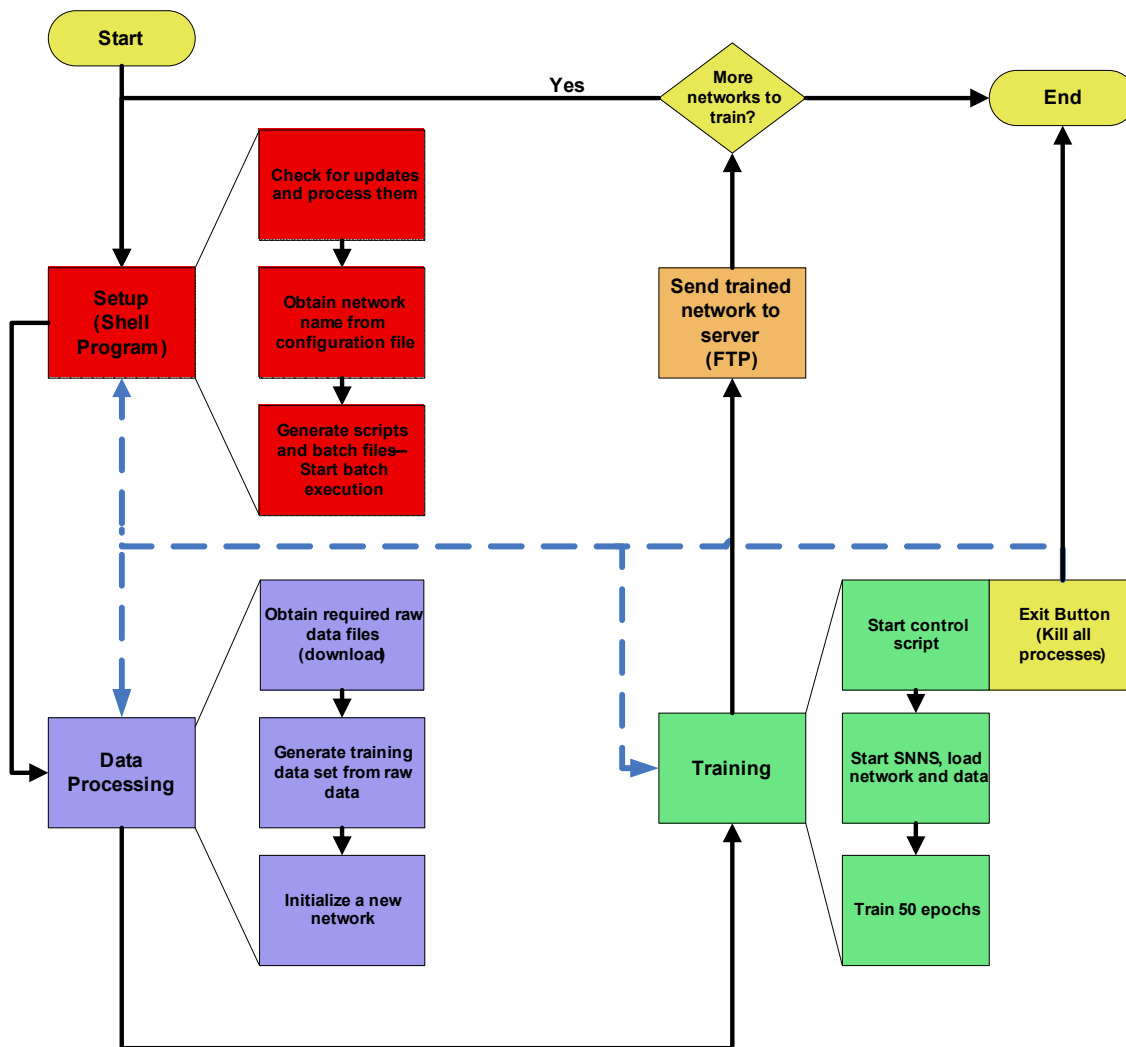 Start
Yes
More
networks to
train?
End
Check for updates
and process them
Setup
(Shell
Program)
Obtain network
name from
configuration file
Send trained
network to
server
(FTP)
Generate scripts
and batch files—
Start batch
execution
Obtain required raw
data files
(download)
Start control
script
Exit Button
(Kill all
processes)
Data
Processing
Generate training
data set from raw
data
Training
Start SNNS, load
network and data
Initialize a new
network
Train 50 epochs